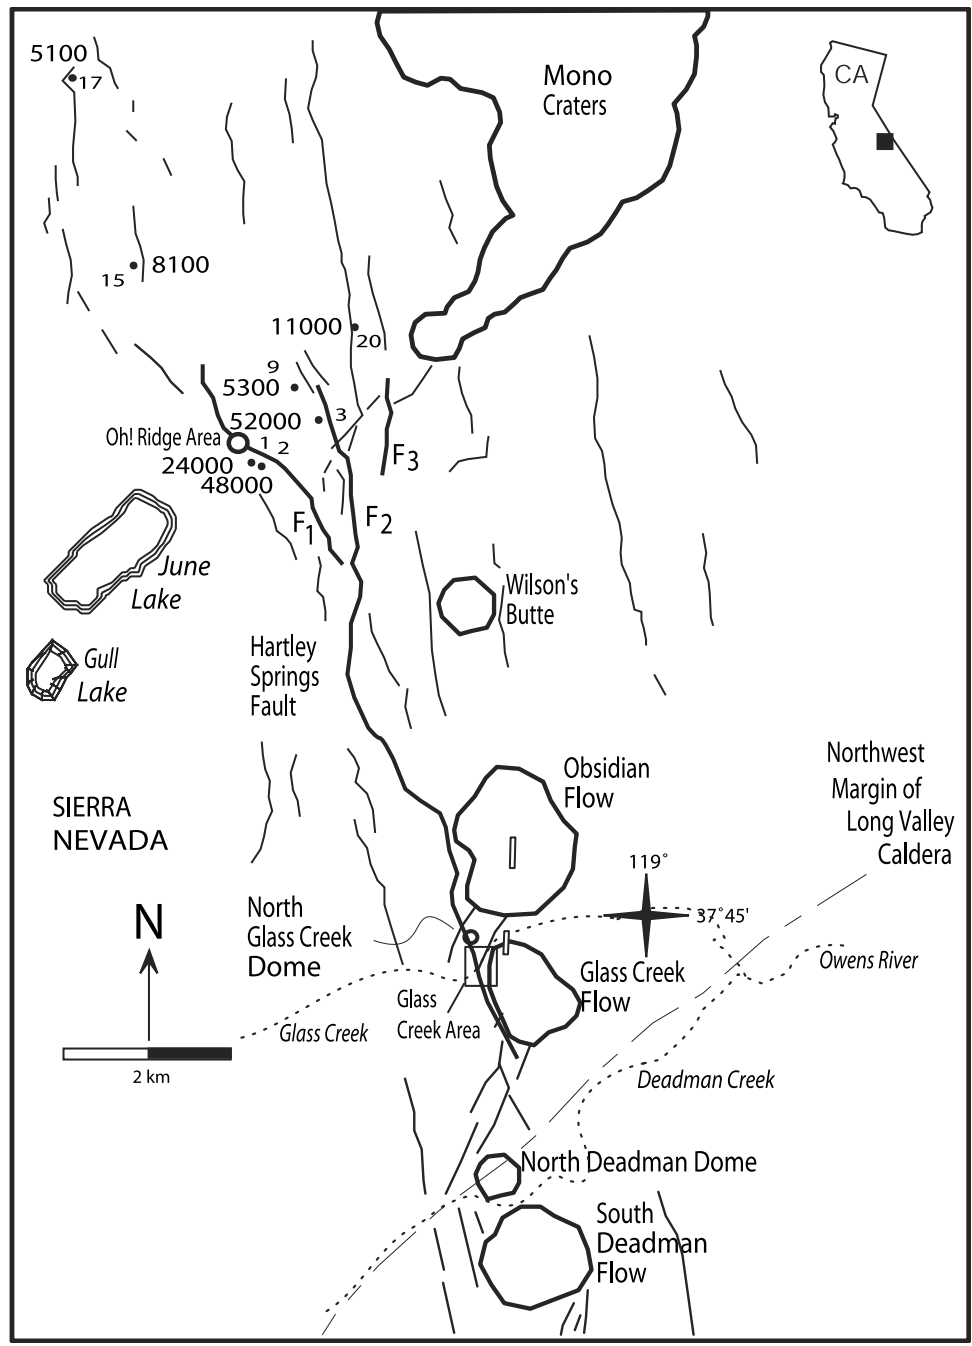 5100
17
Mono
Craters
CA
15
8100
11000
20
9
5300
52000
3
Oh! Ridge Area
1
2
24000
48000
F1
F2
F3
June
Lake
Gull
Lake
Wilson's
Butte
Hartley
Springs
Fault
SIERRA
NEVADA
Obsidian
Flow
Northwest
Margin of
Long Valley
Caldera
119°
37°45'
N
North
Glass Creek
Dome
Owens River
Glass Creek
Flow
Glass
Creek Area
Glass Creek
2 km
Deadman Creek
North Deadman Dome
South
Deadman
Flow